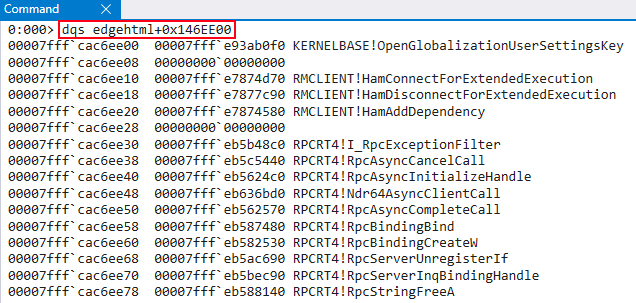 Command ×
0:000> dqs edgehtml+0x146EE00
00007fff`cac6ee00  00007fff`e93ab0f0 KERNELBASE!OpenGlobalizationUserSettingsKey
00007fff`cac6ee08  00000000`00000000
00007fff`cac6ee10  00007fff`e7874d70 RMCLIENT!HamConnectForExtendedExecution
00007fff`cac6ee18  00007fff`e7877c90 RMCLIENT!HamDisconnectForExtendedExecution
00007fff`cac6ee20  00007fff`e7874580 RMCLIENT!HamAddDependency
00007fff`cac6ee28  00000000`00000000
00007fff`cac6ee30  00007fff`eb5b48c0 RPCRT4!I_RpcExceptionFilter
00007fff`cac6ee38  00007fff`eb5c5440 RPCRT4!RpcAsyncCancelCall
00007fff`cac6ee40  00007fff`eb5624c0 RPCRT4!RpcAsyncInitializeHandle
00007fff`cac6ee48  00007fff`eb636bd0 RPCRT4!Ndr64AsyncClientCall
00007fff`cac6ee50  00007fff`eb562570 RPCRT4!RpcAsyncCompleteCall
00007fff`cac6ee58  00007fff`eb587480 RPCRT4!RpcBindingBind
00007fff`cac6ee60  00007fff`eb582530 RPCRT4!RpcBindingCreateW
00007fff`cac6ee68  00007fff`eb5ac690 RPCRT4!RpcServerUnregisterIf
00007fff`cac6ee70  00007fff`eb5bec90 RPCRT4!RpcServerInqBindingHandle
00007fff`cac6ee78  00007fff`eb588140 RPCRT4!RpcStringFreeA